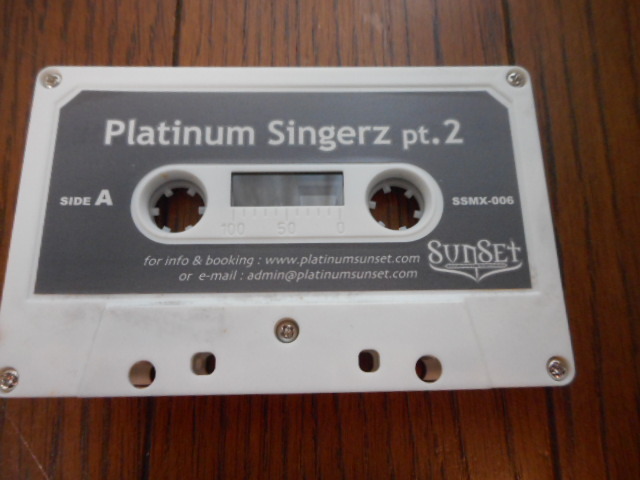 Platinum Singerz pt.2
SIDE A
SSMX-006
100 50 0
for info & booking : www.platinumsunset.com
or e-mail : admin@platinumsunset.com
SUNSET